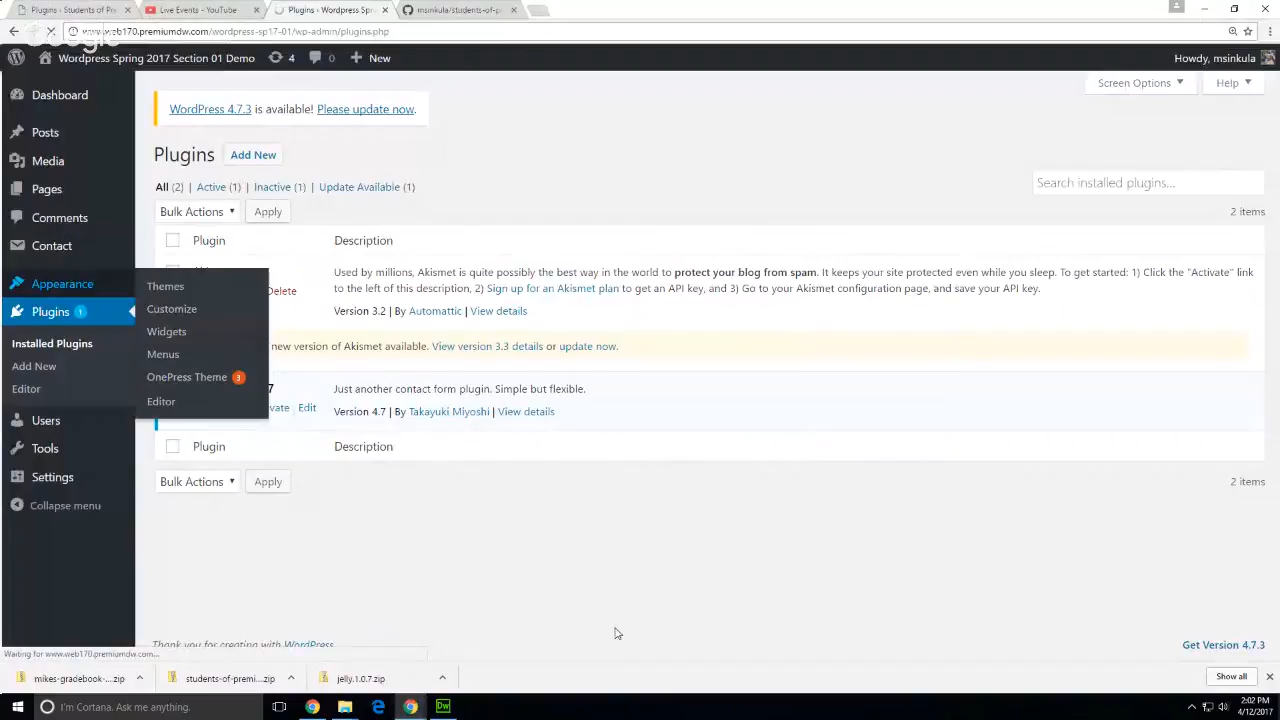 Plugins ‹ Students of Pre
Live Events - YouTube
Plugins ‹ Wordpress Spri
msinkula/students-of-pr
www.web170.premiumdw.com/wordpress-sp17-01/wp-admin/plugins.php
Google
Wordpress Spring 2017 Section 01 Demo
4
0
New
Howdy, msinkula
Screen Options
Help
Dashboard
Posts
Media
Pages
Comments
Contact
Appearance
Plugins 1
Installed Plugins
Add New
Editor
Users
Tools
Settings
Collapse menu
Themes
Customize
Widgets
Menus
OnePress Theme 3
Editor
WordPress 4.7.3 is available! Please update now.
Plugins Add New
All (2) | Active (1) | Inactive (1) | Update Available (1)
Search installed plugins...
Bulk Actions Apply
2 items
Plugin Description
Delete
Used by millions, Akismet is quite possibly the best way in the world to protect your blog from spam. It keeps your site protected even while you sleep. To get started: 1) Click the "Activate" link
to the left of this description, 2) Sign up for an Akismet plan to get an API key, and 3) Go to your Akismet configuration page, and save your API key.
Version 3.2 | By Automattic | View details
new version of Akismet available. View version 3.3 details or update now.
7
vate Edit
Just another contact form plugin. Simple but flexible.
Version 4.7 | By Takayuki Miyoshi | View details
Plugin Description
Bulk Actions Apply
2 items
Thank you for creating with WordPress.
Get Version 4.7.3
Waiting for www.web170.premiumdw.com...
mikes-gradebook-....zip
students-of-premi....zip
jelly.1.0.7.zip
Show all
I'm Cortana. Ask me anything.
Dw
2:02 PM
4/12/2017